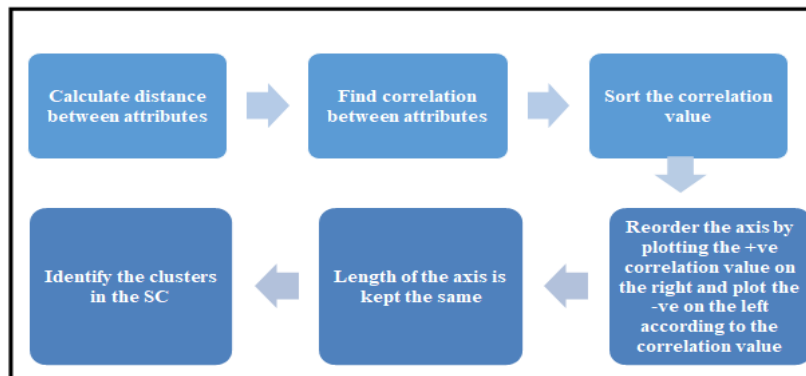 Calculate distance
between attributes
Find correlation
between attributes
Sort the correlation
value
Reorder the axis by
plotting the +ve
correlation value on
the right and plot the
-ve on the left
according to the
correlation value
Length of the axis is
kept the same
Identify the clusters
in the SC